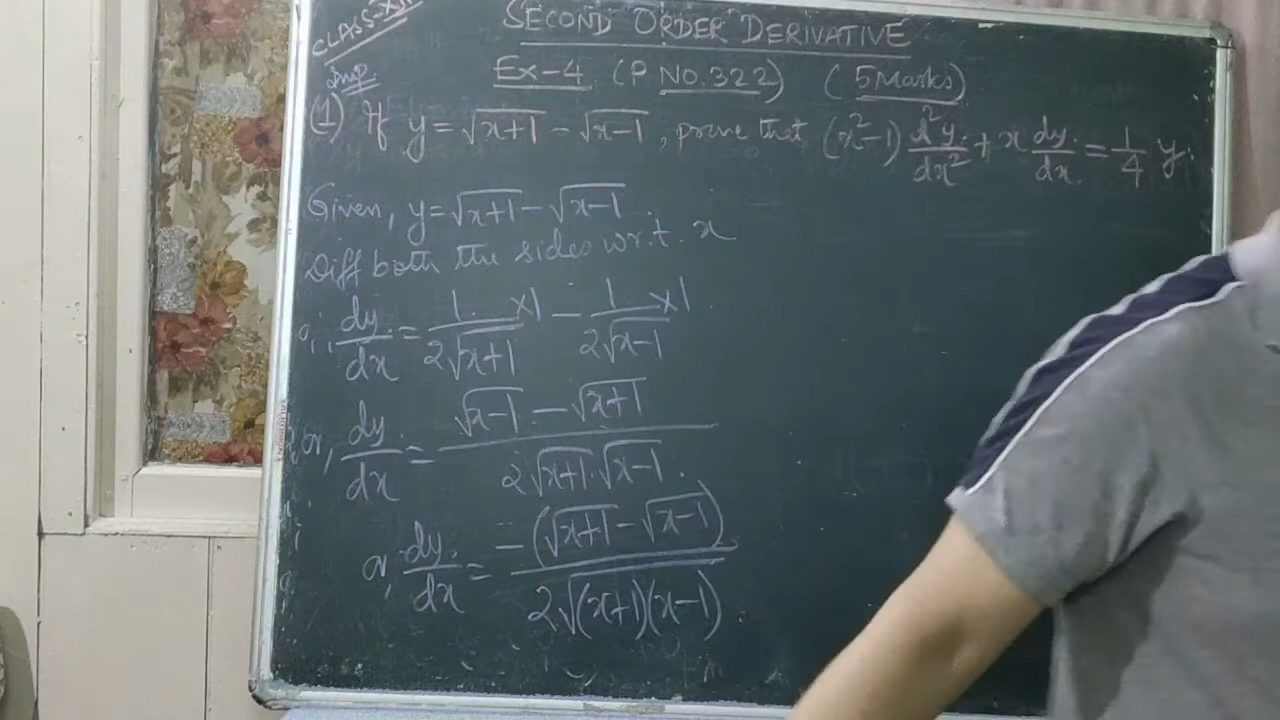 CLASS-XII
SECOND ORDER DERIVATIVE
Imp
Ex-4 (P No.322) (5Marks)
(1) If y=√(x+1) - √(x-1), prove that (x²-1) d²y/dx² + x dy/dx = 1/4 y.
Given, y=√(x+1) - √(x-1)
Diff both the sides w.r.t. x
dy/dx = 1/(2√(x+1)) ×1 - 1/(2√(x-1)) ×1
or, dy/dx = (√(x-1) - √(x+1))/(2√(x+1).√(x-1))
or, dy/dx = -(√(x+1) - √(x-1))/(2√((x+1)(x-1)))